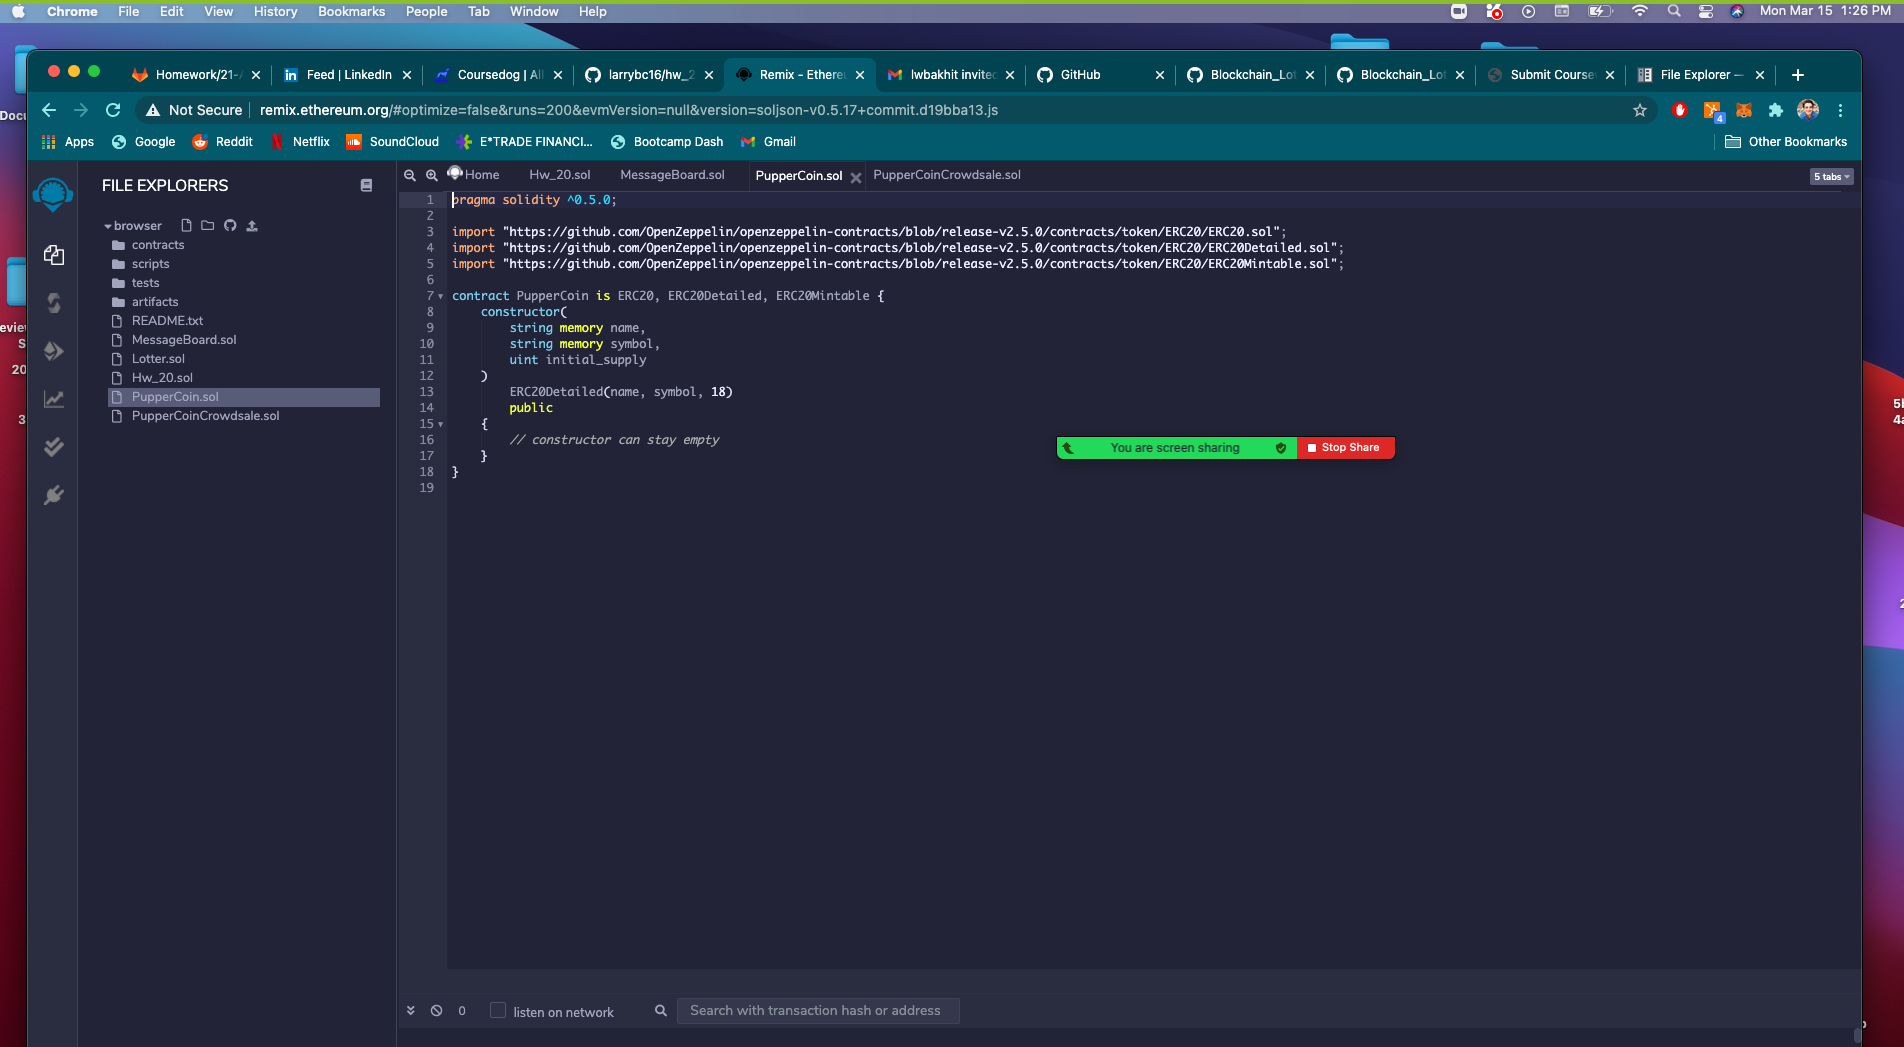 Chrome File Edit View History Bookmarks People Tab Window Help Mon Mar 15 1:26 PM
Homework/21- Feed | LinkedIn Coursedog | All larrybc16/hw_2 Remix - Ethere lwbakhit invited GitHub Blockchain_Lot Blockchain_Lot Submit Course File Explorer —
Not Secure remix.ethereum.org/#optimize=false&runs=200&evmVersion=null&version=soljson-v0.5.17+commit.d19bba13.js 4
Apps Google Reddit Netflix SoundCloud E*TRADE FINANCI... Bootcamp Dash Gmail Other Bookmarks
FILE EXPLORERS
browser
contracts
scripts
tests
artifacts
README.txt
MessageBoard.sol
Lotter.sol
Hw_20.sol
PupperCoin.sol
PupperCoinCrowdsale.sol
Home Hw_20.sol MessageBoard.sol PupperCoin.sol PupperCoinCrowdsale.sol 5 tabs
1 pragma solidity ^0.5.0;
2
3 import "https://github.com/OpenZeppelin/openzeppelin-contracts/blob/release-v2.5.0/contracts/token/ERC20/ERC20.sol";
4 import "https://github.com/OpenZeppelin/openzeppelin-contracts/blob/release-v2.5.0/contracts/token/ERC20/ERC20Detailed.sol";
5 import "https://github.com/OpenZeppelin/openzeppelin-contracts/blob/release-v2.5.0/contracts/token/ERC20/ERC20Mintable.sol";
6
7 contract PupperCoin is ERC20, ERC20Detailed, ERC20Mintable {
8 constructor(
9 string memory name,
10 string memory symbol,
11 uint initial_supply
12 )
13 ERC20Detailed(name, symbol, 18)
14 public
15 {
16 // constructor can stay empty
17 }
18 }
19
You are screen sharing Stop Share
0 listen on network Search with transaction hash or address